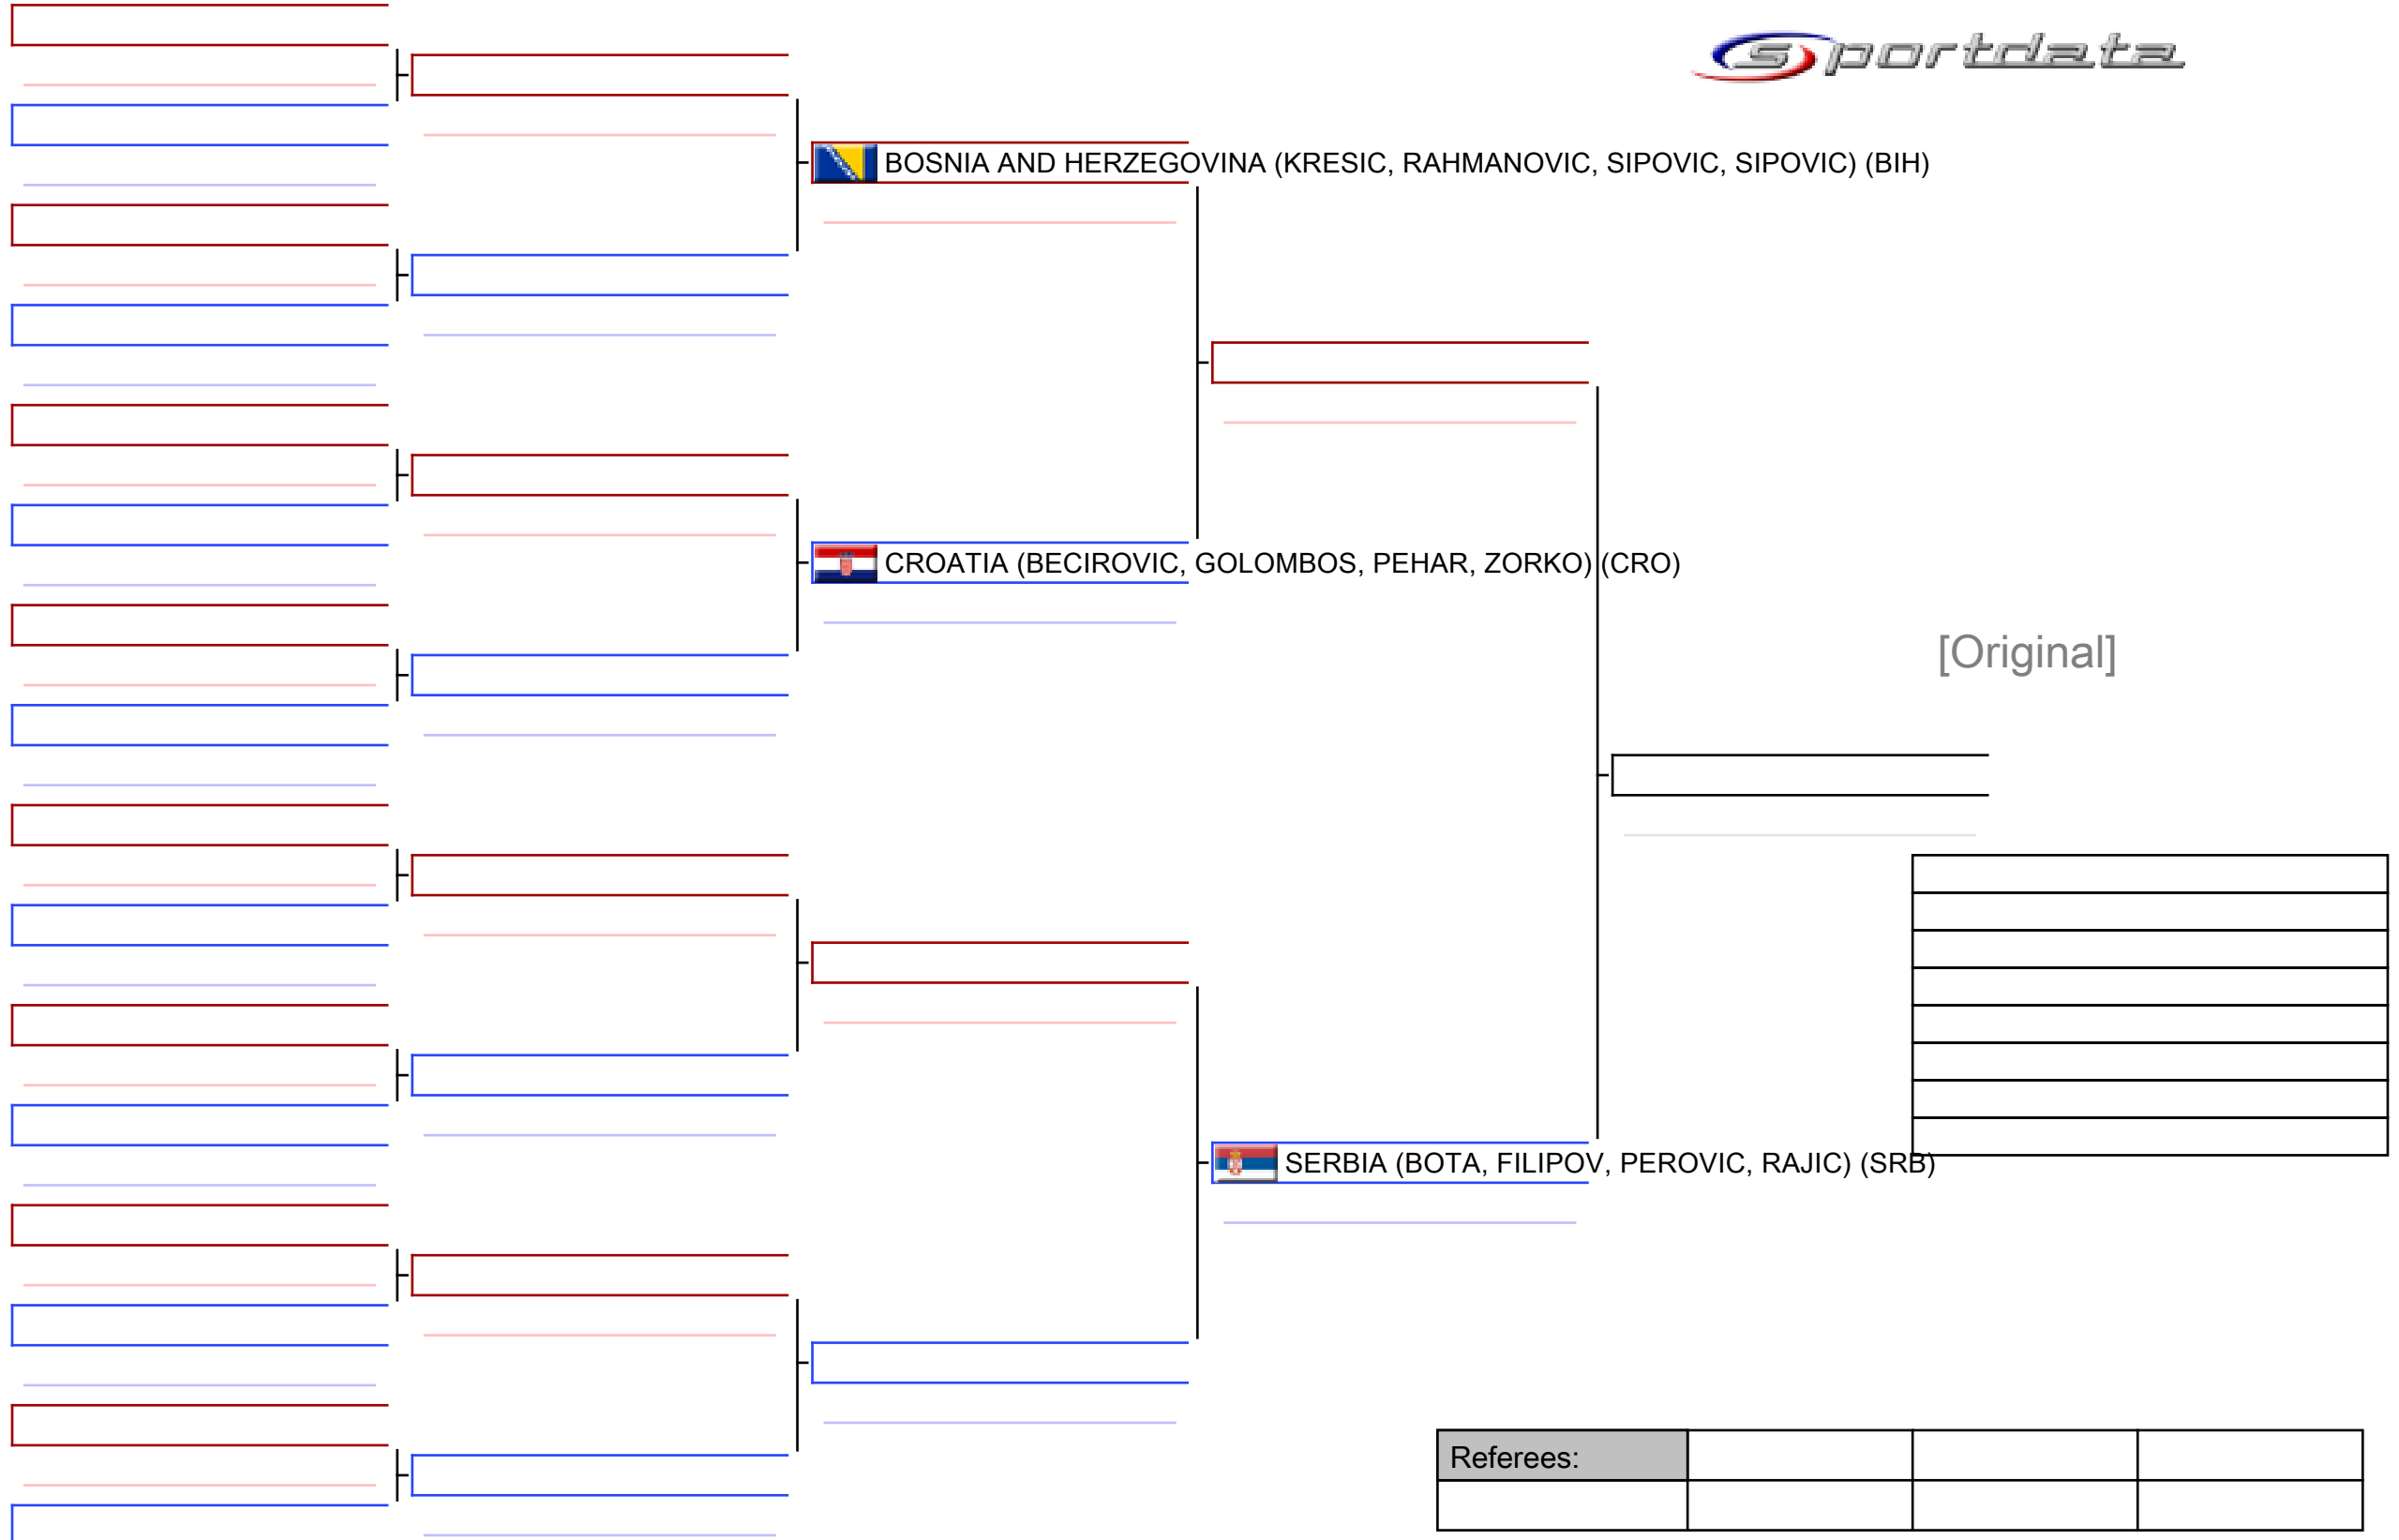 sportdata
BOSNIA AND HERZEGOVINA (KRESIC, RAHMANOVIC, SIPOVIC, SIPOVIC) (BIH)
CROATIA (BECIROVIC, GOLOMBOS, PEHAR, ZORKO) (CRO)
[Original]
SERBIA (BOTA, FILIPOV, PEROVIC, RAJIC) (SRB)
Referees: